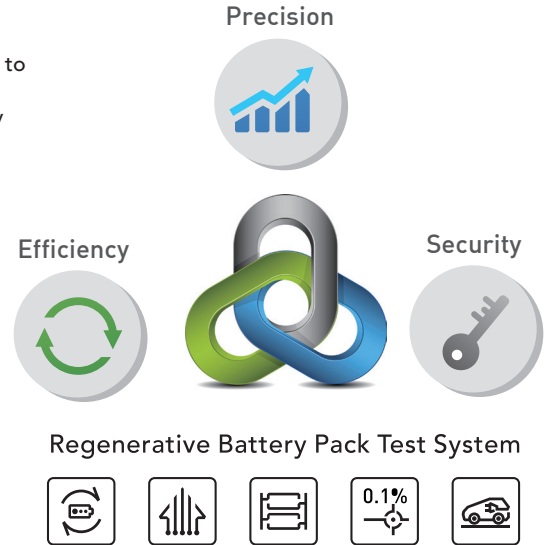 Precision
to
Efficiency
Security
Regenerative Battery Pack Test System
0.1%